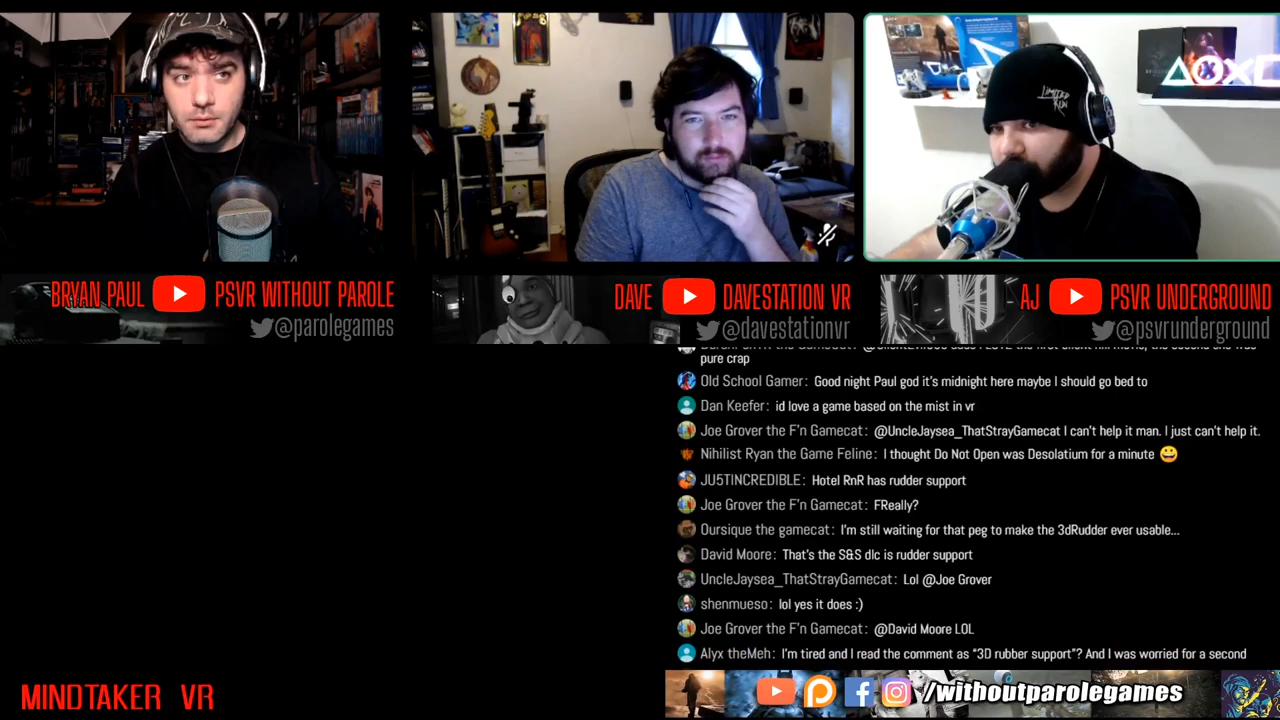 LIMITED
RUN
BRYAN PAUL PSVR WITHOUT PAROLE
@parolegames
DAVE DAVESTATION VR
@davestationvr
AJ PSVR UNDERGROUND
@psvrunderground
pure crap
Old School Gamer: Good night Paul god it's midnight here maybe I should go bed to
Dan Keefer: id love a game based on the mist in vr
Joe Grover the F'n Gamecat: @UncleJaysea_ThatStrayGamecat I can't help it man. I just can't help it.
Nihilist Ryan the Game Feline: I thought Do Not Open was Desolatium for a minute 😀
JU5TINCREDIBLE: Hotel RnR has rudder support
Joe Grover the F'n Gamecat: FReally?
Oursique the gamecat: I'm still waiting for that peg to make the 3dRudder ever usable...
David Moore: That's the S&S dlc is rudder support
UncleJaysea_ThatStrayGamecat: Lol @Joe Grover
shenmueso: lol yes it does :)
Joe Grover the F'n Gamecat: @David Moore LOL
Alyx theMeh: I'm tired and I read the comment as "3D rubber support"? And I was worried for a second
MINDTAKER VR
/withoutparolegames